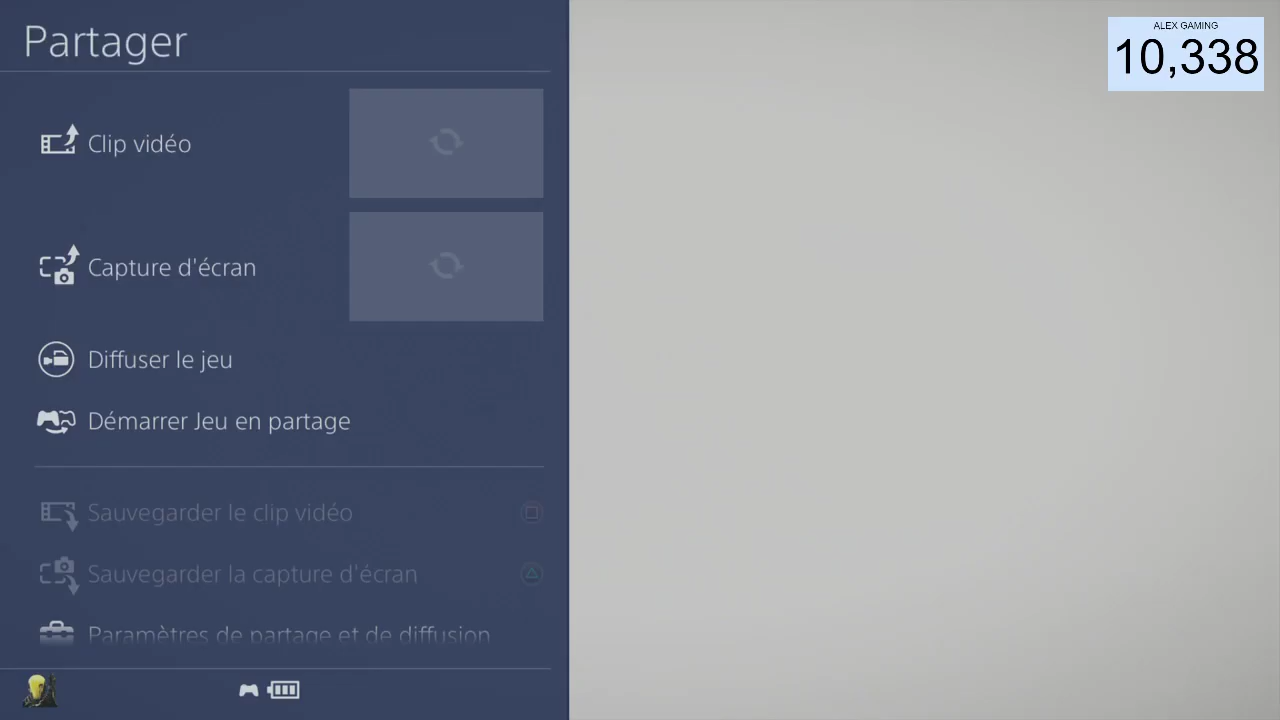 Partager
ALEX GAMING
10,338
Clip vidéo
Capture d'écran
Diffuser le jeu
Démarrer Jeu en partage
Sauvegarder le clip vidéo
Sauvegarder la capture d'écran
Paramètres de partage et de diffusion